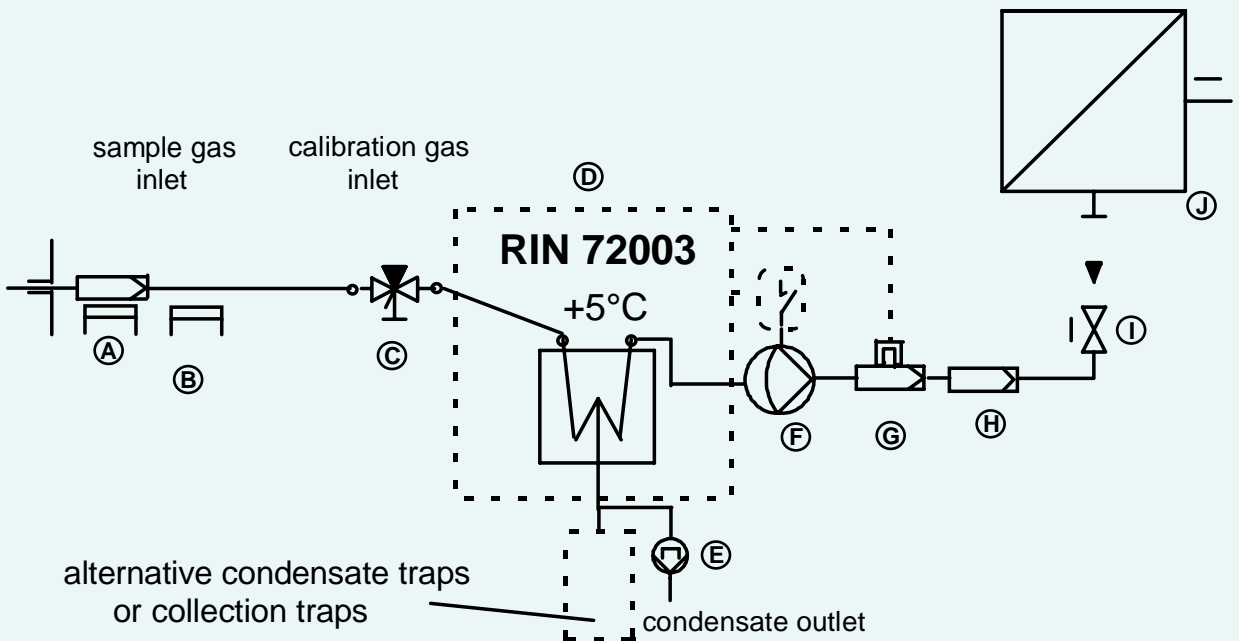 sample gas
inlet
calibration gas
inlet
D
RIN 72003
+5°C
A
B
C
E
F
G
H
I
J
alternative condensate traps
or collection traps
condensate outlet